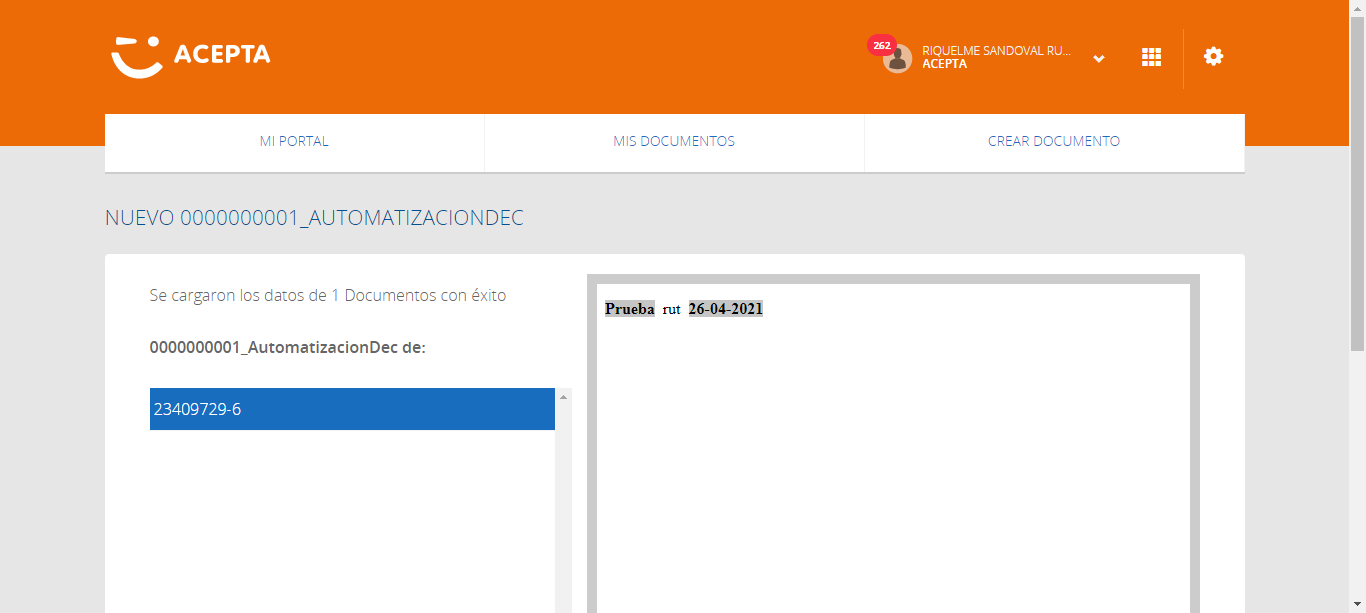 ACEPTA
262
RIQUELME SANDOVAL RU...
ACEPTA
MI PORTAL
MIS DOCUMENTOS
CREAR DOCUMENTO
NUEVO 0000000001_AUTOMATIZACIONDEC
Se cargaron los datos de 1 Documentos con éxito
Prueba rut 26-04-2021
0000000001_AutomatizacionDec de:
23409729-6